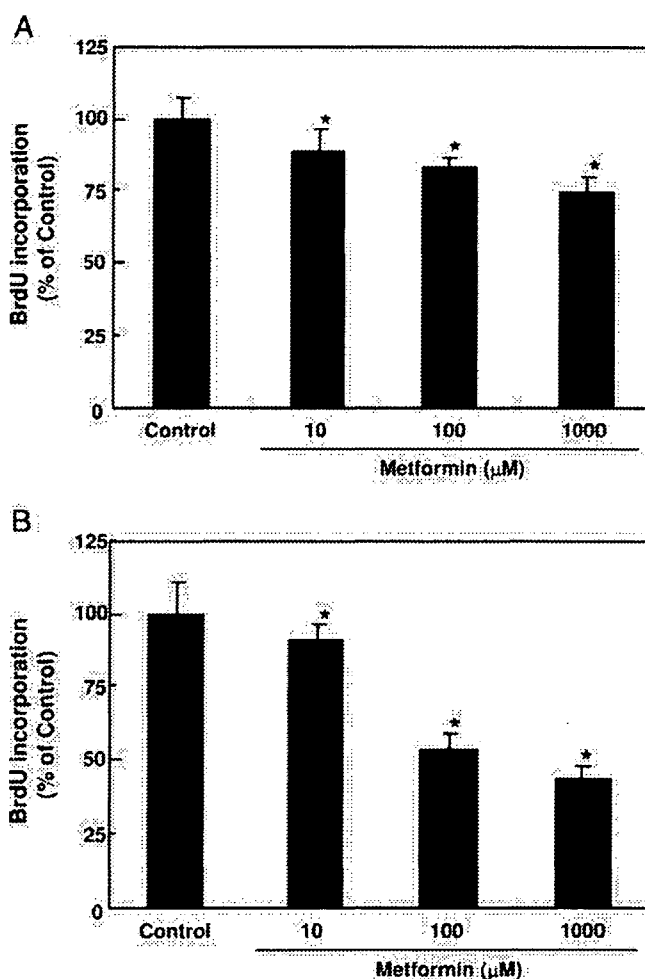 A
BrdU incorporation
(% of Control)
125
100
75
50
25
0
★
★
★
Control
10
100
1000
Metformin (μM)
B
BrdU incorporation
(% of Control)
125
100
75
50
25
0
★
★
★
Control
10
100
1000
Metformin (μM)